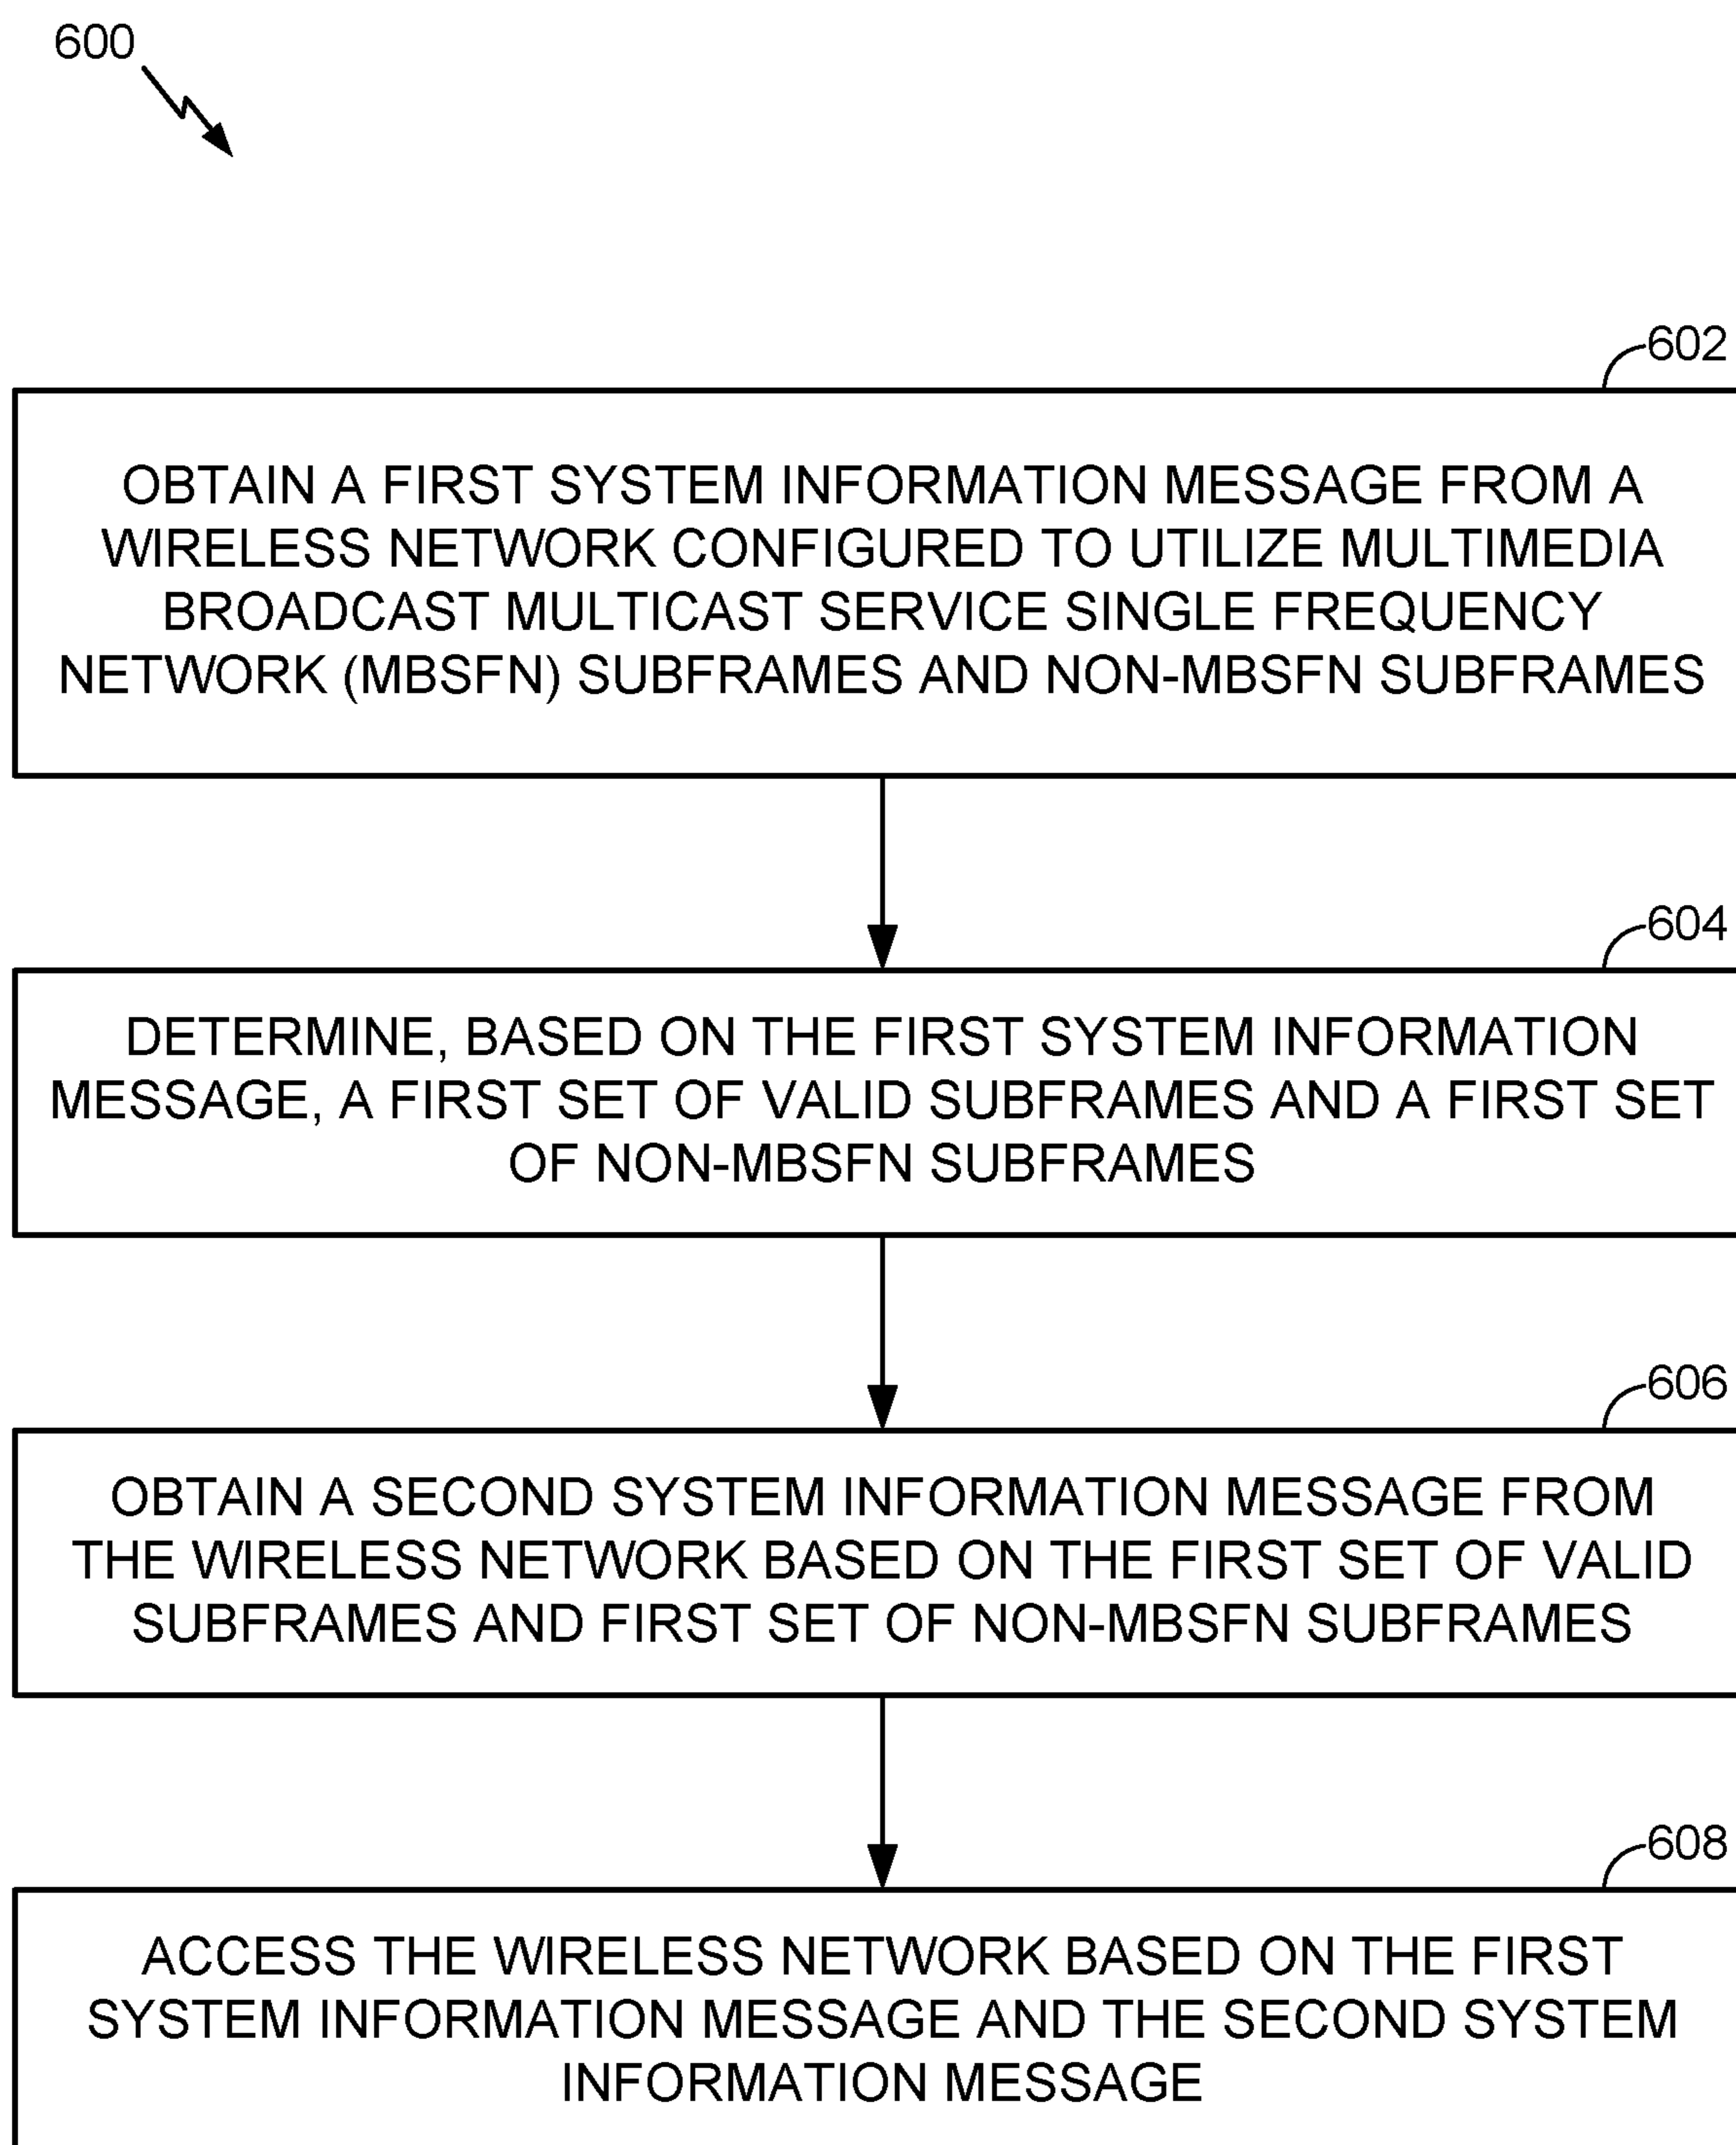 600
602
OBTAIN A FIRST SYSTEM INFORMATION MESSAGE FROM A
WIRELESS NETWORK CONFIGURED TO UTILIZE MULTIMEDIA
BROADCAST MULTICAST SERVICE SINGLE FREQUENCY
NETWORK (MBSFN) SUBFRAMES AND NON-MBSFN SUBFRAMES
604
DETERMINE, BASED ON THE FIRST SYSTEM INFORMATION
MESSAGE, A FIRST SET OF VALID SUBFRAMES AND A FIRST SET
OF NON-MBSFN SUBFRAMES
606
OBTAIN A SECOND SYSTEM INFORMATION MESSAGE FROM
THE WIRELESS NETWORK BASED ON THE FIRST SET OF VALID
SUBFRAMES AND FIRST SET OF NON-MBSFN SUBFRAMES
608
ACCESS THE WIRELESS NETWORK BASED ON THE FIRST
SYSTEM INFORMATION MESSAGE AND THE SECOND SYSTEM
INFORMATION MESSAGE